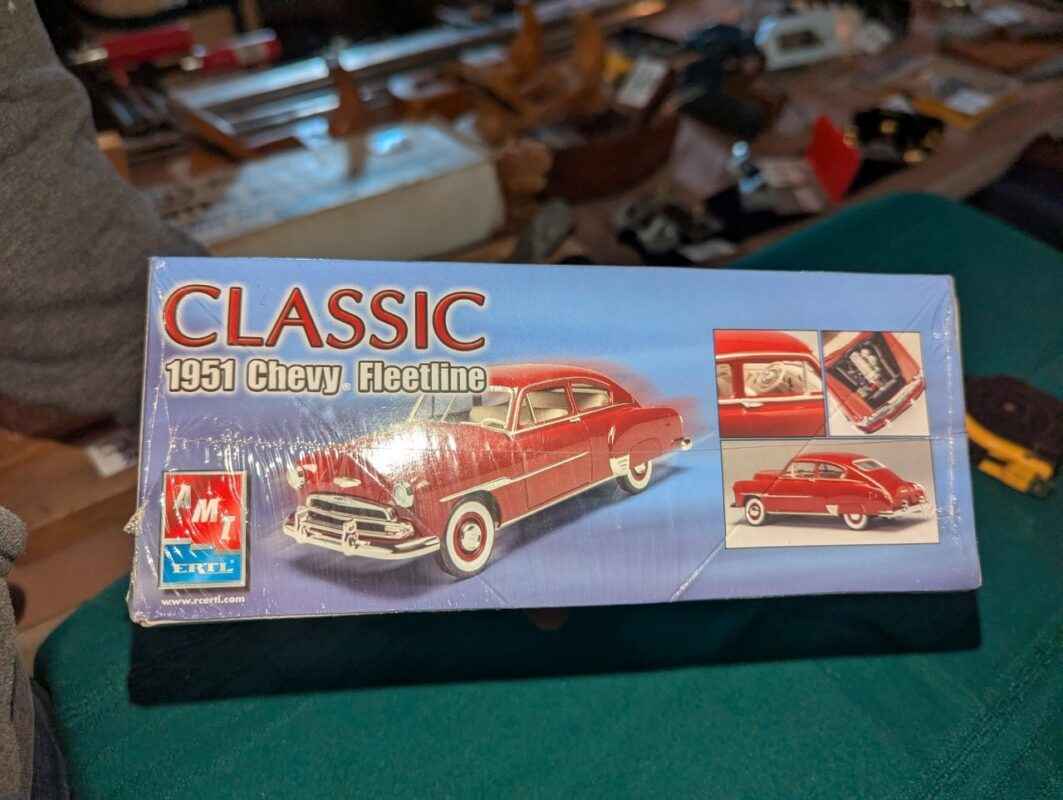 CLASSIC
1951 Chevy® Fleetline
AMT
ERTL
www.rcertl.com